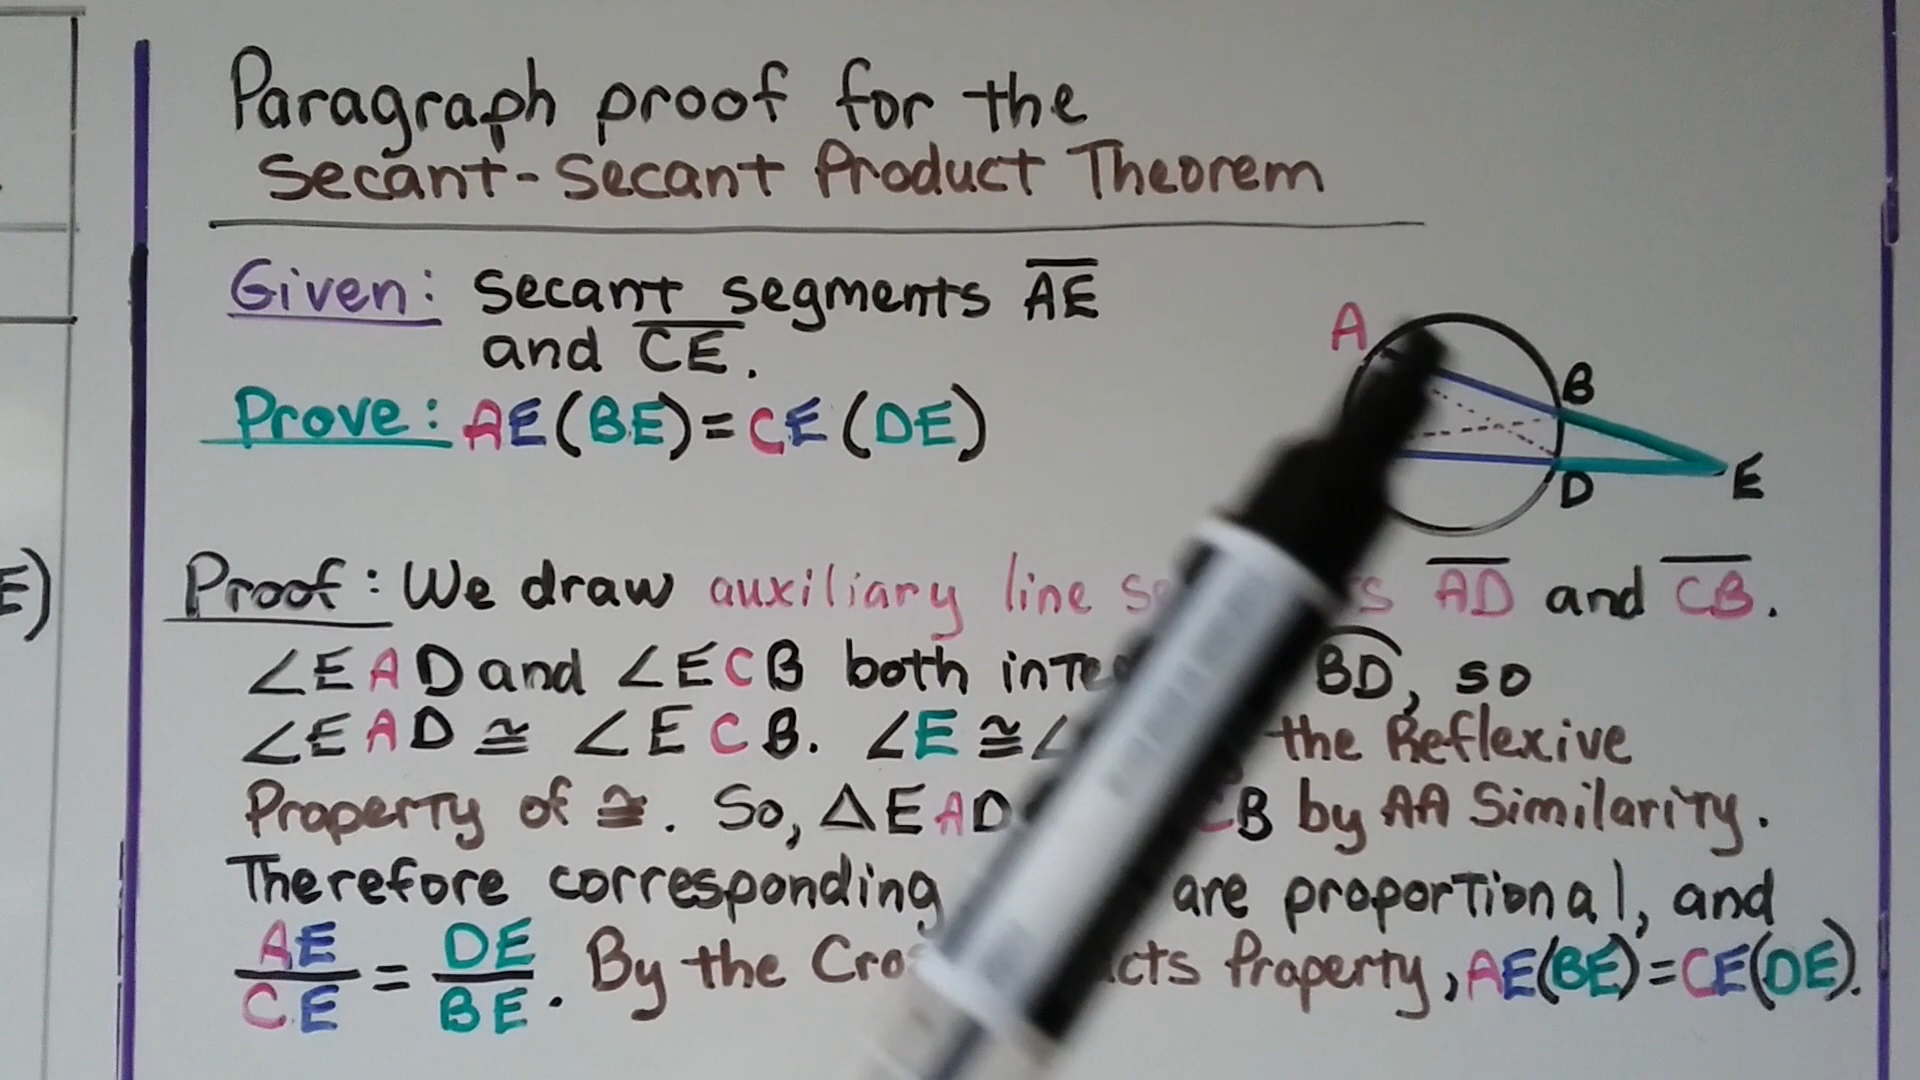 Paragraph proof for the
Secant-Secant Product Theorem
Given: Secant segments AE
and CE.
Prove: AE(BE)=CE(DE)
A
B
D
E
E)
Proof: We draw auxiliary line AD and CB.
∠EAD and ∠ECB both BD, so
∠EAD ≅ ∠ECB. ∠E ≅ ∠ the Reflexive
Property of ≅. So, △EAD CB by AA Similarity.
Therefore corresponding are proportional, and
AE/CE = DE/BE. By the Property, AE(BE)=CE(DE).